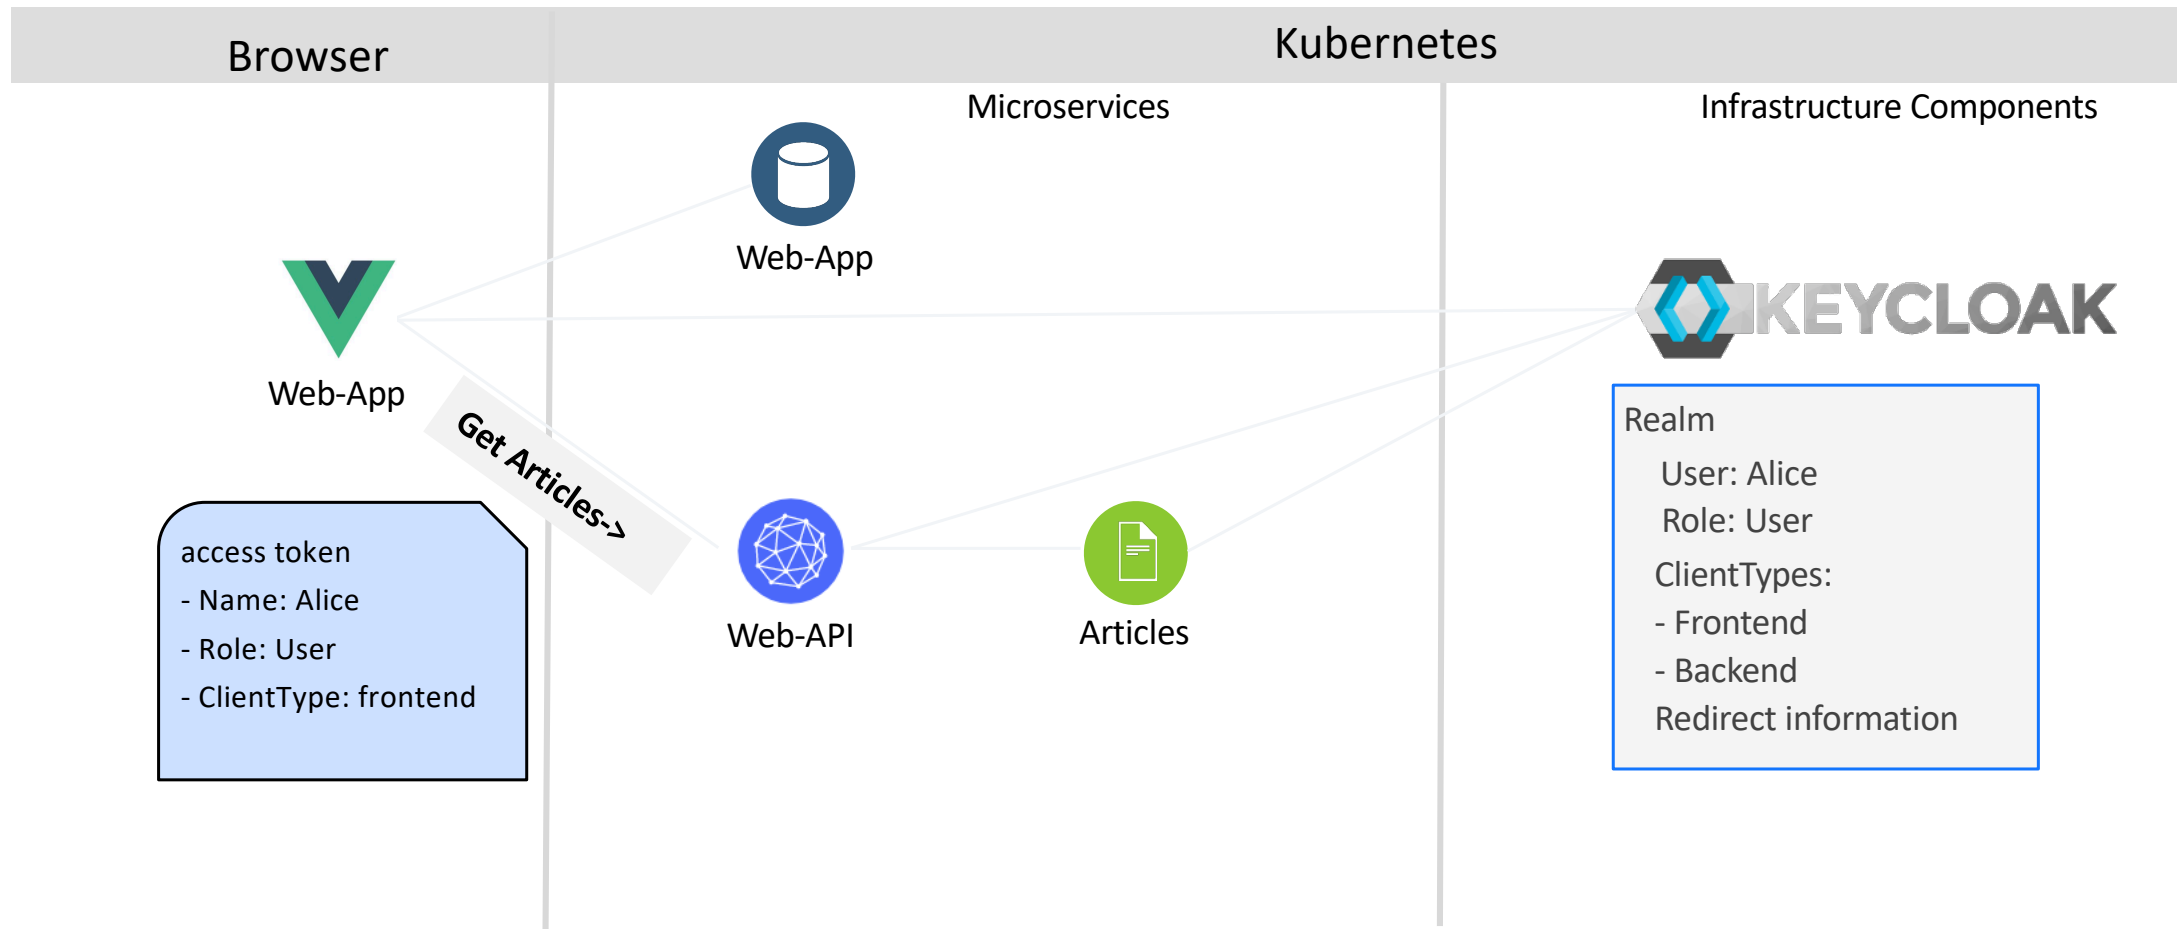 Browser
Kubernetes
Microservices
Infrastructure Components
Web-App
KEYCLOAK
Web-App
Get Articles->
Realm
User: Alice
Role: User
ClientTypes:
- Frontend
- Backend
Redirect information
access token
- Name: Alice
- Role: User
- ClientType: frontend
Web-API
Articles